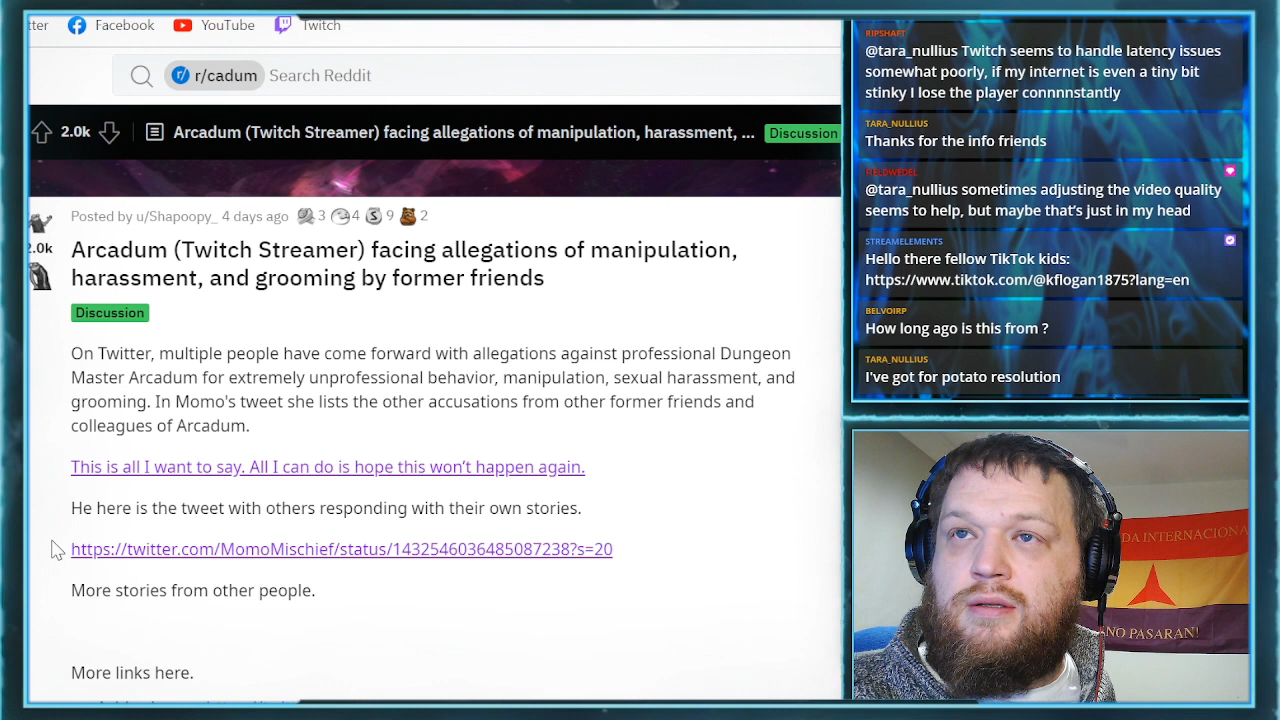 tter Facebook YouTube Twitch
r/cadum Search Reddit
2.0k Arcadum (Twitch Streamer) facing allegations of manipulation, harassment, ... Discussion
Posted by u/Shapoopy_ 4 days ago 3 4 S 9 2
2.0k
Arcadum (Twitch Streamer) facing allegations of manipulation,
harassment, and grooming by former friends
Discussion
On Twitter, multiple people have come forward with allegations against professional Dungeon
Master Arcadum for extremely unprofessional behavior, manipulation, sexual harassment, and
grooming. In Momo's tweet she lists the other accusations from other former friends and
colleagues of Arcadum.
This is all I want to say. All I can do is hope this won't happen again.
He here is the tweet with others responding with their own stories.
https://twitter.com/MomoMischief/status/1432546036485087238?s=20
More stories from other people.
More links here.
RIPSHAFT
@tara_nullius Twitch seems to handle latency issues
somewhat poorly, if my internet is even a tiny bit
stinky I lose the player connnnstantly
TARA_NULLIUS
Thanks for the info friends
FIELDWEDEL
@tara_nullius sometimes adjusting the video quality
seems to help, but maybe that's just in my head
STREAMELEMENTS
Hello there fellow TikTok kids:
https://www.tiktok.com/@kflogan1875?lang=en
BELVOIRP
How long ago is this from ?
TARA_NULLIUS
I've got for potato resolution
DA INTERNACIONA
NO PASARAN!